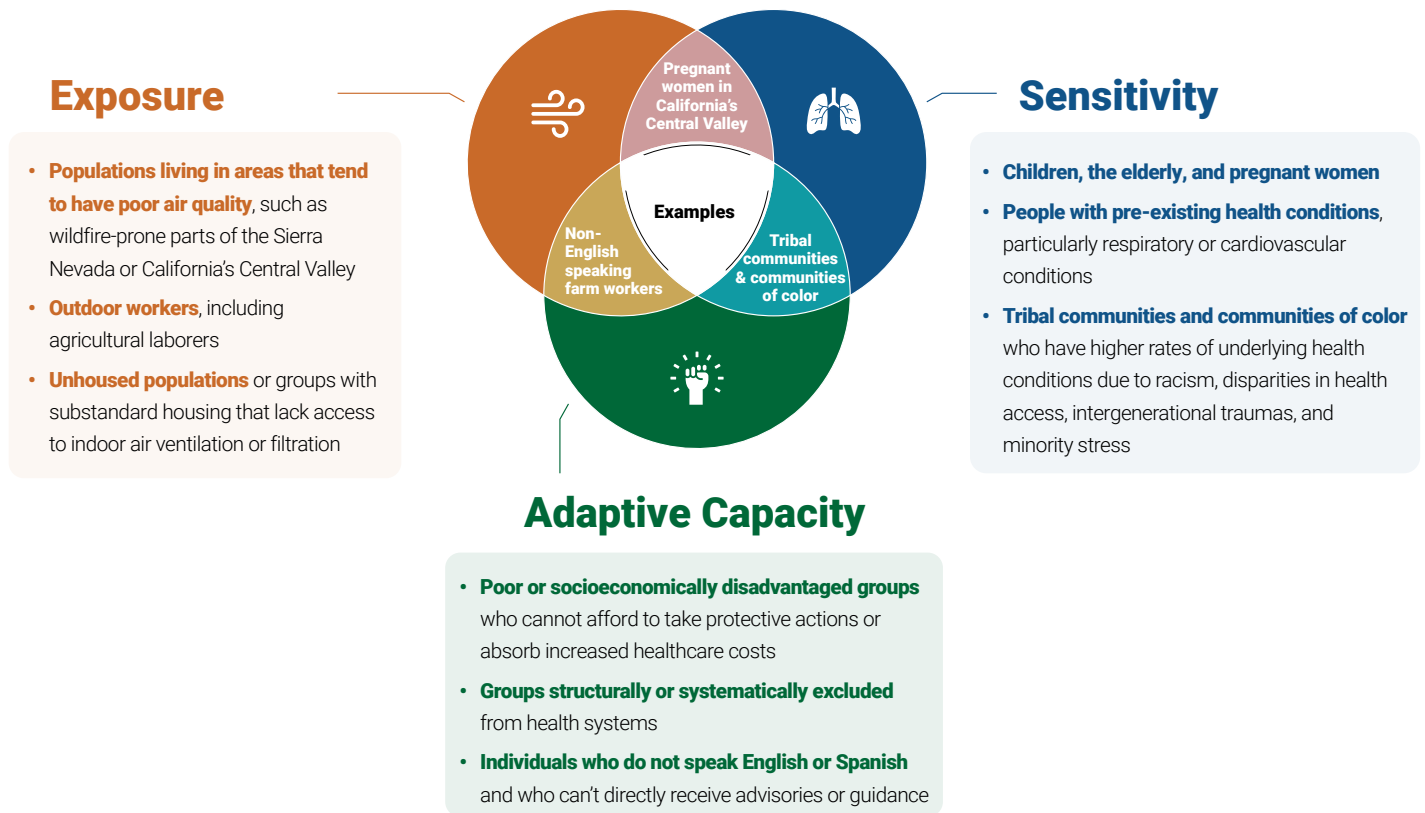 Exposure
• Populations living in areas that tend
to have poor air quality, such as
wildfire-prone parts of the Sierra
Nevada or California’s Central Valley
• Outdoor workers, including
agricultural laborers
• Unhoused populations or groups with
substandard housing that lack access
to indoor air ventilation or filtration
Pregnant
women in
California’s
Central Valley
Examples
Non-
English
speaking
farm workers
Tribal
communities
& communities
of color
Sensitivity
• Children, the elderly, and pregnant women
• People with pre-existing health conditions,
particularly respiratory or cardiovascular
conditions
• Tribal communities and communities of color
who have higher rates of underlying health
conditions due to racism, disparities in health
access, intergenerational traumas, and
minority stress
Adaptive Capacity
• Poor or socioeconomically disadvantaged groups
who cannot afford to take protective actions or
absorb increased healthcare costs
• Groups structurally or systematically excluded
from health systems
• Individuals who do not speak English or Spanish
and who can’t directly receive advisories or guidance